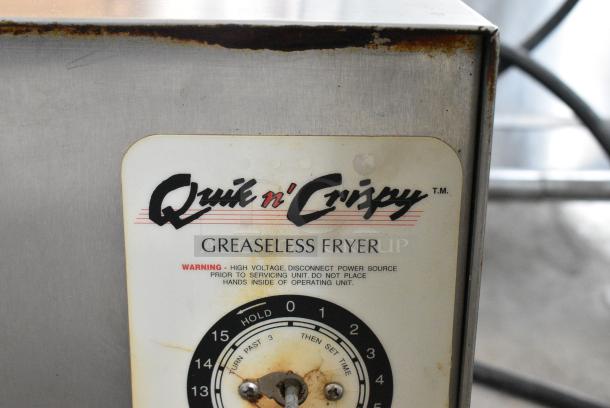 Quik n' Crispy T.M.
GREASELESS FRYER
WARNING - HIGH VOLTAGE, DISCONNECT POWER SOURCE
PRIOR TO SERVICING UNIT. DO NOT PLACE
HANDS INSIDE OF OPERATING UNIT.
HOLD 0 1 2 3 4
15 14 13
TURN PAST 3 THEN SET TIME